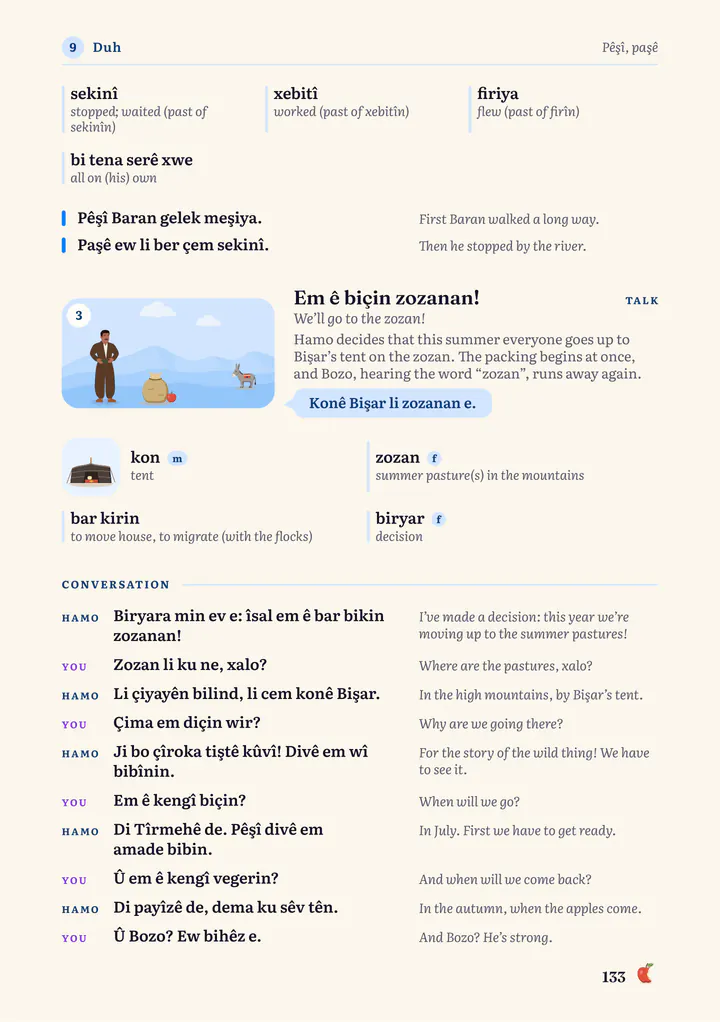 9 Duh
Pêşî, paşê
sekinî
stopped; waited (past of
sekinîn)
xebitî
worked (past of xebitîn)
firiya
flew (past of firîn)
bi tena serê xwe
all on (his) own
Pêşî Baran gelek meşiya.
First Baran walked a long way.
Paşê ew li ber çem sekinî.
Then he stopped by the river.
3
Em ê biçin zozanan!
TALK
We’ll go to the zozan!
Hamo decides that this summer everyone goes up to
Bişar’s tent on the zozan. The packing begins at once,
and Bozo, hearing the word “zozan”, runs away again.
Konê Bişar li zozanan e.
kon m
tent
zozan f
summer pasture(s) in the mountains
bar kirin
to move house, to migrate (with the flocks)
biryar f
decision
CONVERSATION
HAMO Biryara min ev e: îsal em ê bar bikin
zozanan!
I’ve made a decision: this year we’re
moving up to the summer pastures!
YOU Zozan li ku ne, xalo?
Where are the pastures, xalo?
HAMO Li çiyayên bilind, li cem konê Bişar.
In the high mountains, by Bişar’s tent.
YOU Çima em diçin wir?
Why are we going there?
HAMO Ji bo çîroka tiştê kûvî! Divê em wî
bibînin.
For the story of the wild thing! We have
to see it.
YOU Em ê kengî biçin?
When will we go?
HAMO Di Tîrmehê de. Pêşî divê em
amade bibin.
In July. First we have to get ready.
YOU Û em ê kengî vegerin?
And when will we come back?
HAMO Di payîzê de, dema ku sêv tên.
In the autumn, when the apples come.
YOU Û Bozo? Ew bihêz e.
And Bozo? He’s strong.
133